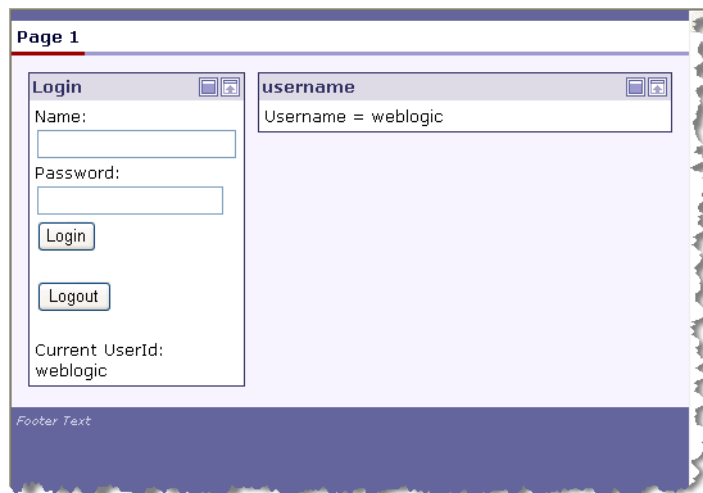 Page 1
Login
Name:
Password:
Login
Logout
Current UserId:
weblogic
username
Username = weblogic
Footer Text